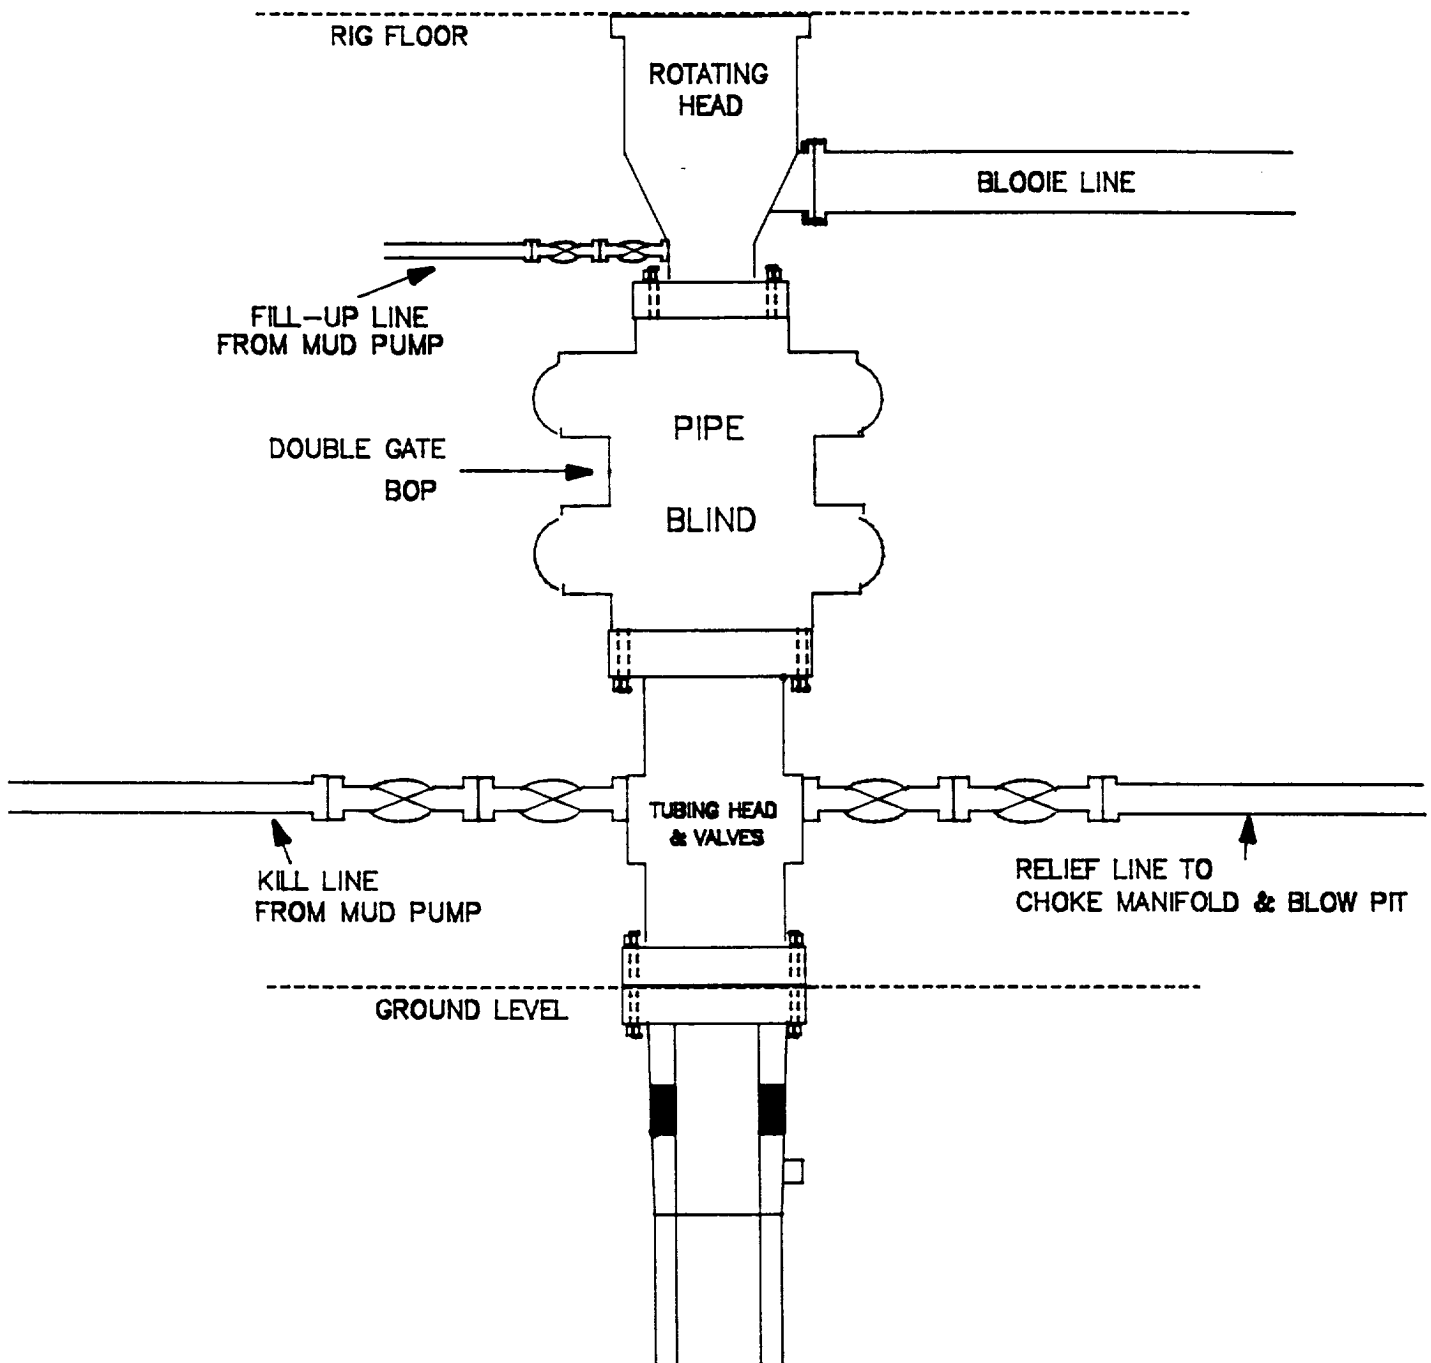 RIG FLOOR
ROTATING
HEAD
BLOOIE LINE
FILL-UP LINE
FROM MUD PUMP
PIPE
DOUBLE GATE
BOP
BLIND
TUBING HEAD
& VALVES
KILL LINE
FROM MUD PUMP
RELIEF LINE TO
CHOKE MANIFOLD & BLOW PIT
GROUND LEVEL